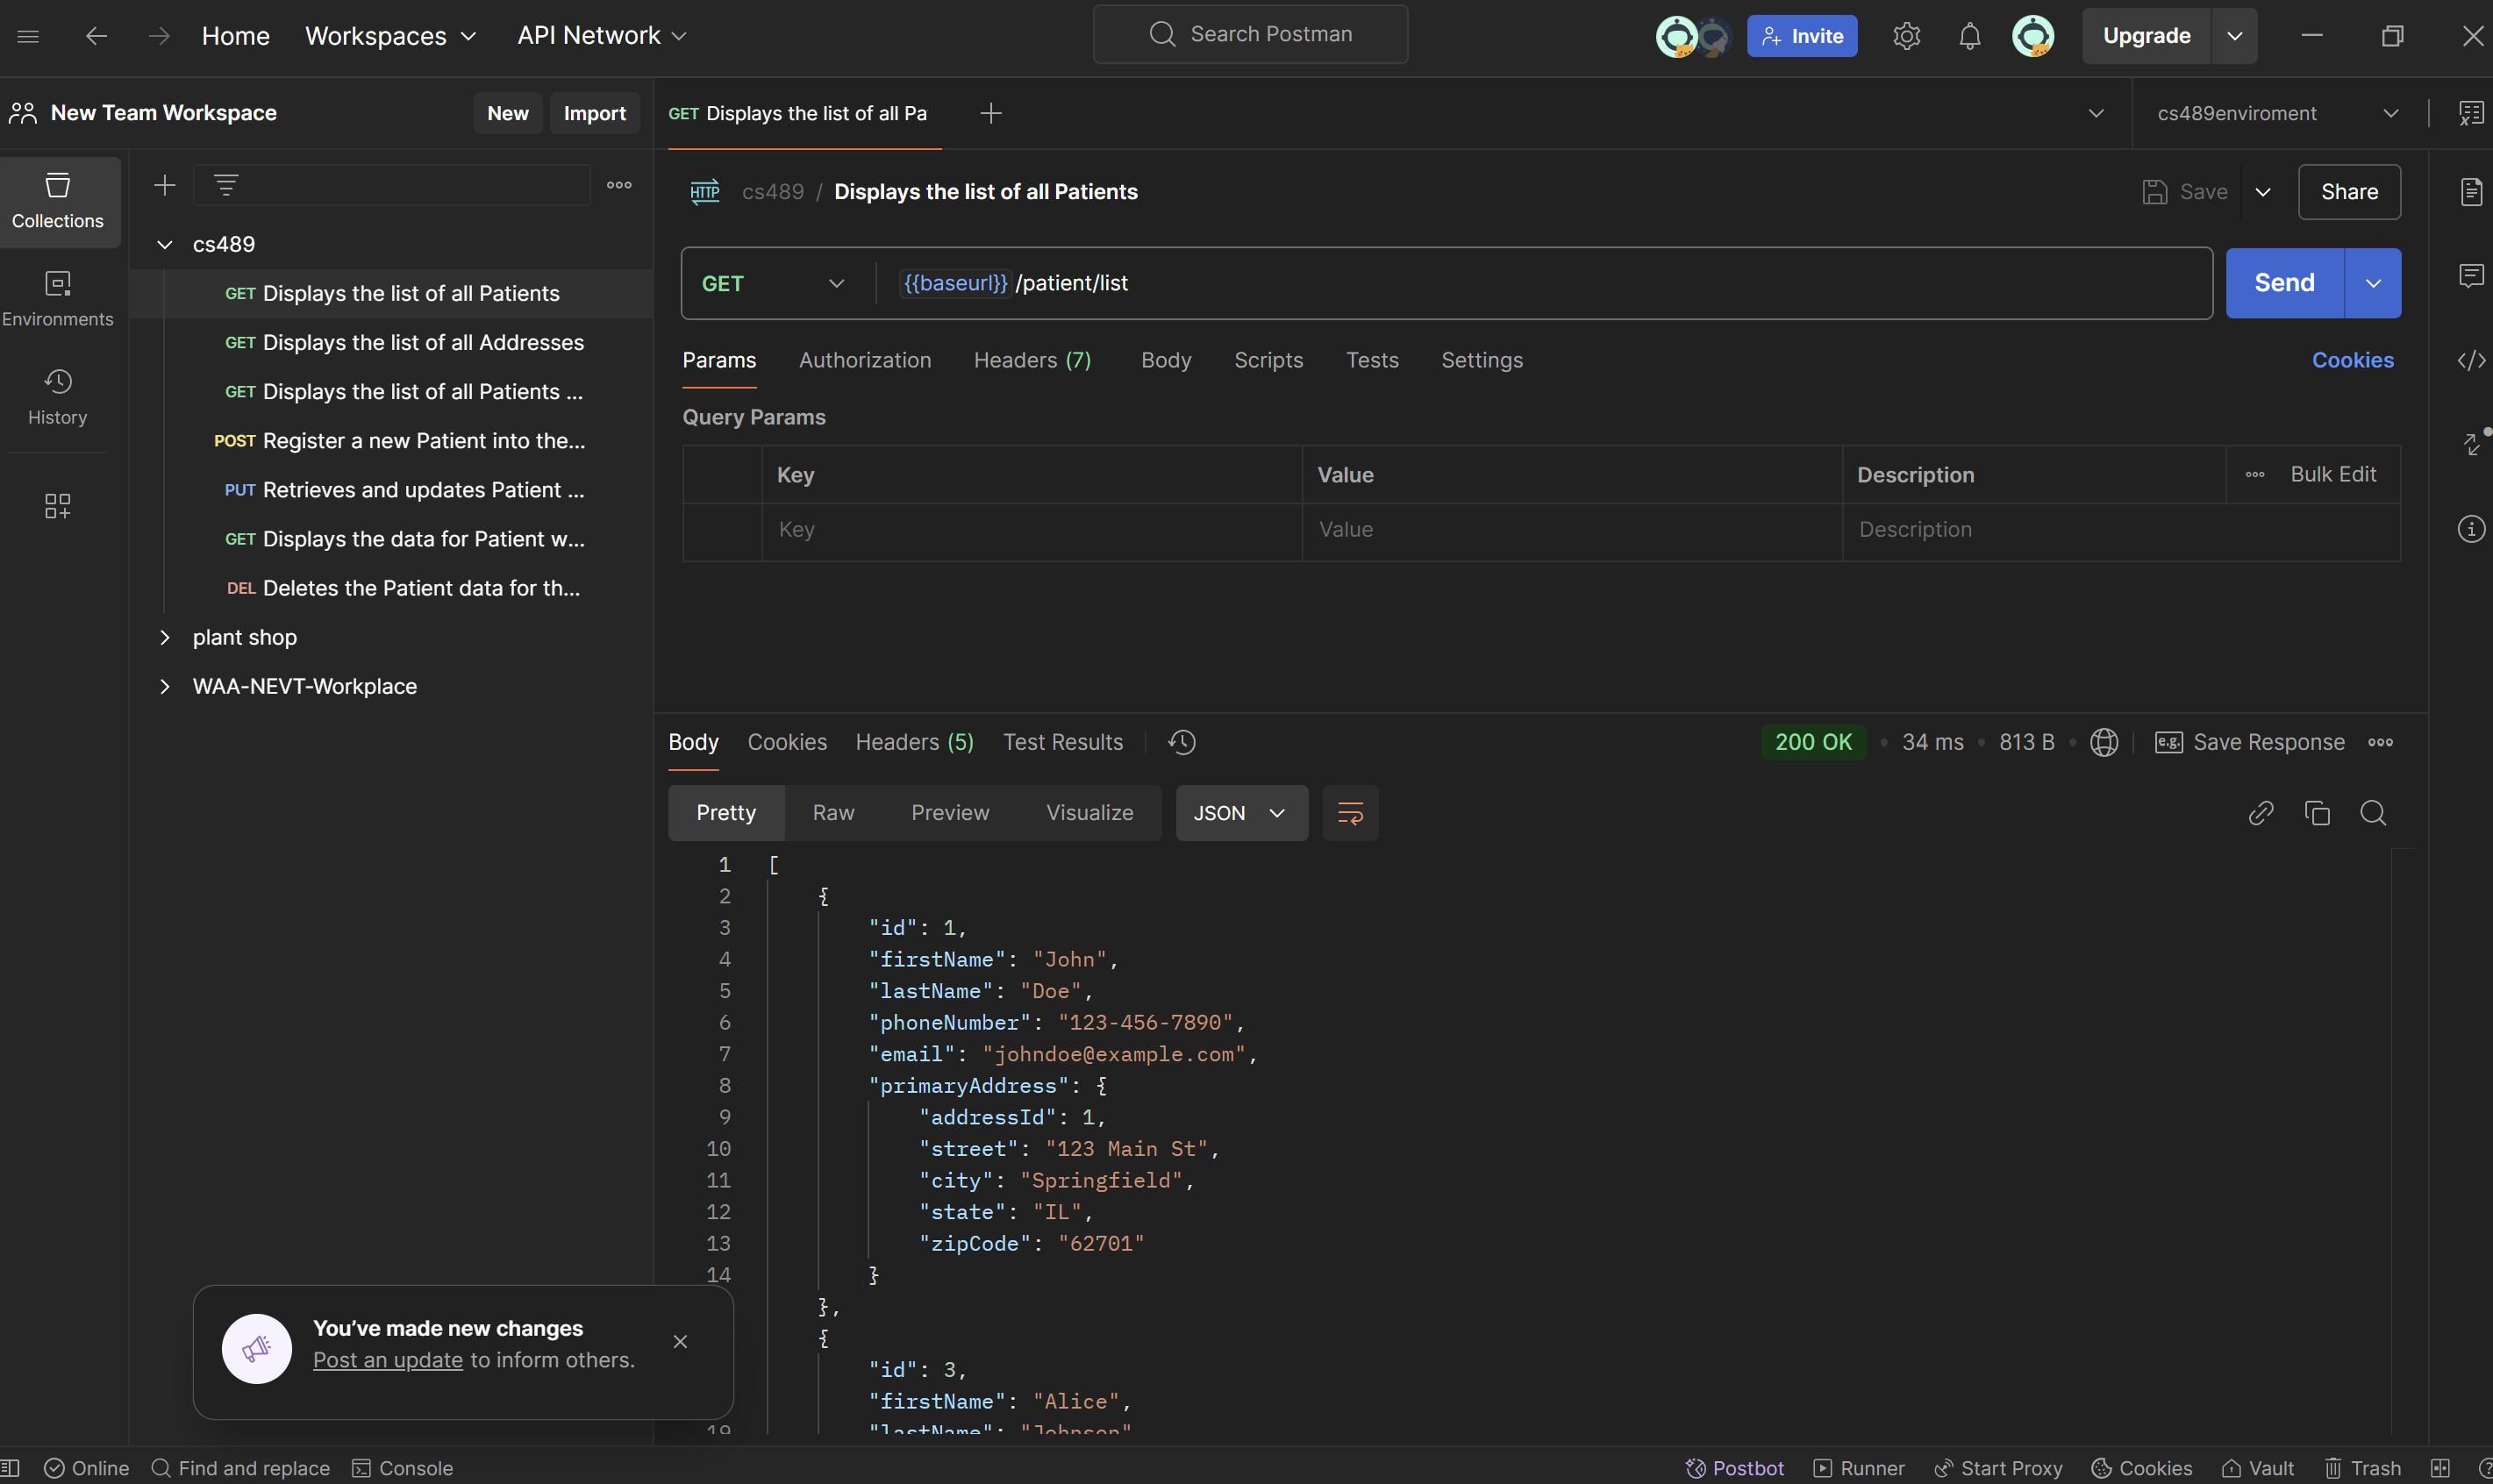 Home Workspaces API Network Search Postman Invite Upgrade
New Team Workspace New Import GET Displays the list of all Pa cs489enviroment
Collections
Environments
History
cs489
GET Displays the list of all Patients
GET Displays the list of all Addresses
GET Displays the list of all Patients ...
POST Register a new Patient into the...
PUT Retrieves and updates Patient ...
GET Displays the data for Patient w...
DEL Deletes the Patient data for th...
plant shop
WAA-NEVT-Workplace
HTTP cs489 / Displays the list of all Patients Save Share
GET {{baseurl}}/patient/list Send
Params Authorization Headers (7) Body Scripts Tests Settings Cookies
Query Params
Key Value Description Bulk Edit
Key Value Description
Body Cookies Headers (5) Test Results 200 OK 34 ms 813 B e.g. Save Response
Pretty Raw Preview Visualize JSON
1 [
2 {
3 "id": 1,
4 "firstName": "John",
5 "lastName": "Doe",
6 "phoneNumber": "123-456-7890",
7 "email": "johndoe@example.com",
8 "primaryAddress": {
9 "addressId": 1,
10 "street": "123 Main St",
11 "city": "Springfield",
12 "state": "IL",
13 "zipCode": "62701"
14 }
},
{
"id": 3,
"firstName": "Alice",
19 "lastName": "Johnson"
You've made new changes
Post an update to inform others.
Online Find and replace Console Postbot Runner Start Proxy Cookies Vault Trash